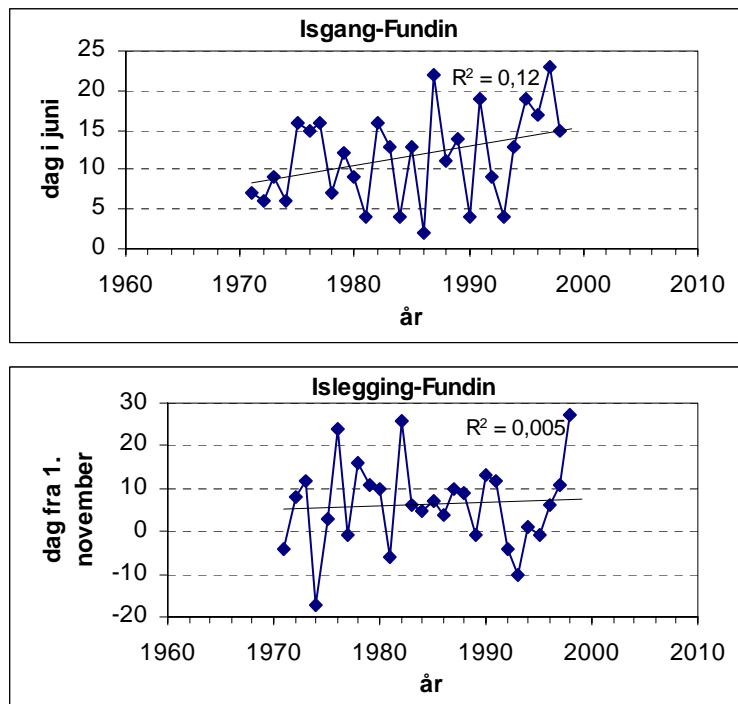 Isgang-Fundin
R² = 0,12
dag i juni
25
20
15
10
5
0
1960 1970 1980 1990 2000 2010
år
Islegging-Fundin
R² = 0,005
dag fra 1.
november
30
20
10
0
-10
-20
1960 1970 1980 1990 2000 2010
år